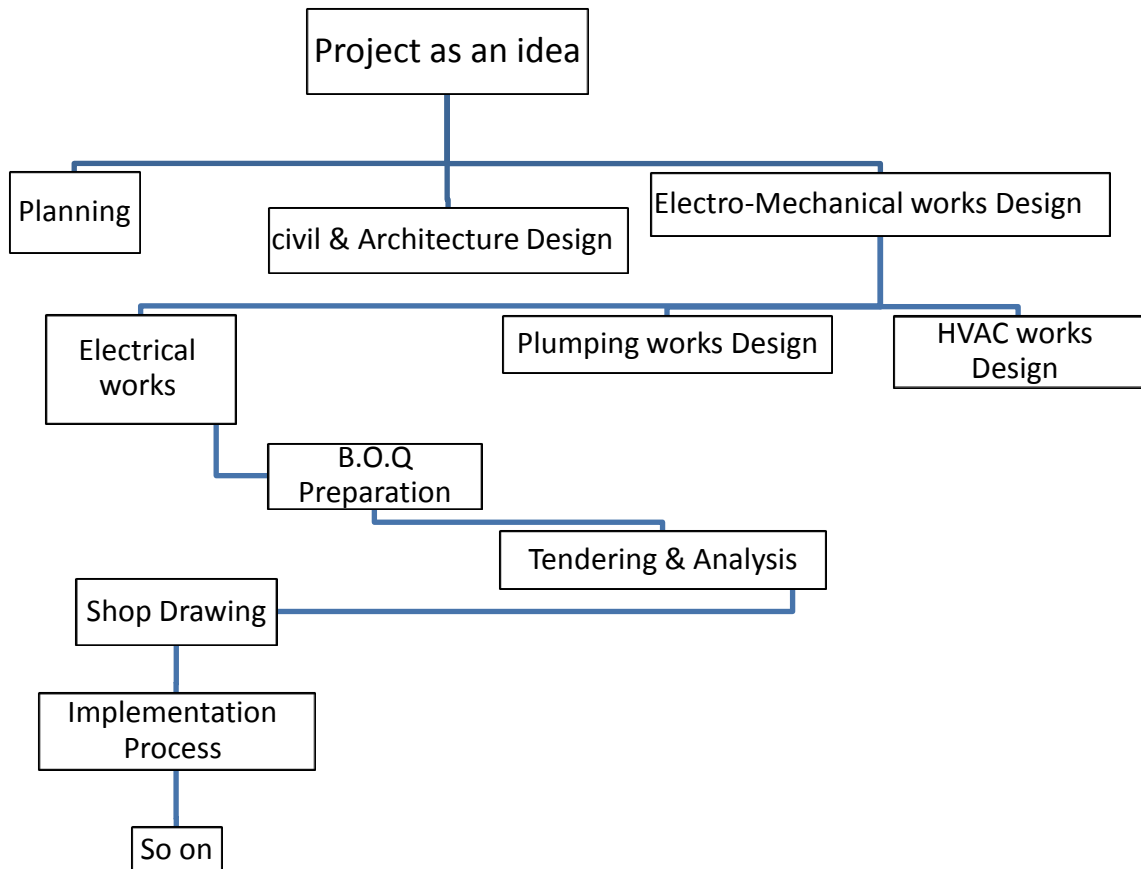 Project as an idea
Planning
civil & Architecture Design
Electro-Mechanical works Design
Electrical
works
Plumping works Design
HVAC works
Design
B.O.Q
Preparation
Tendering & Analysis
Shop Drawing
Implementation
Process
So on